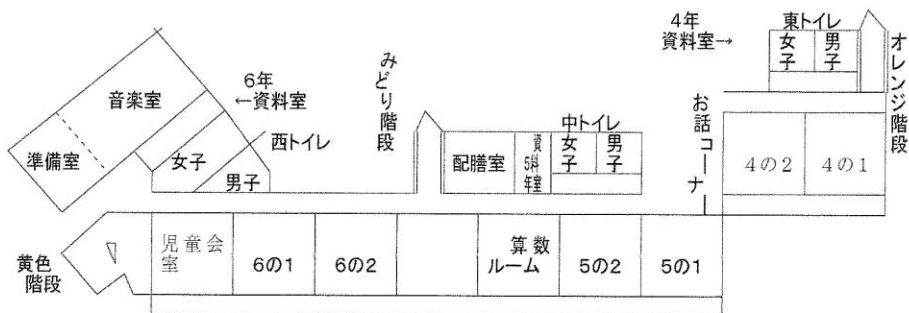 音楽室
準備室
6年
←資料室
女子
西トイレ
男子
みどり階段
配膳室
資料室
5年
中トイレ
女子
男子
お話コーナー
4年
資料室→
東トイレ
女子
男子
オレンジ階段
4の2
4の1
黄色
階段
児童会
室
6の1
6の2
算数
ルーム
5の2
5の1